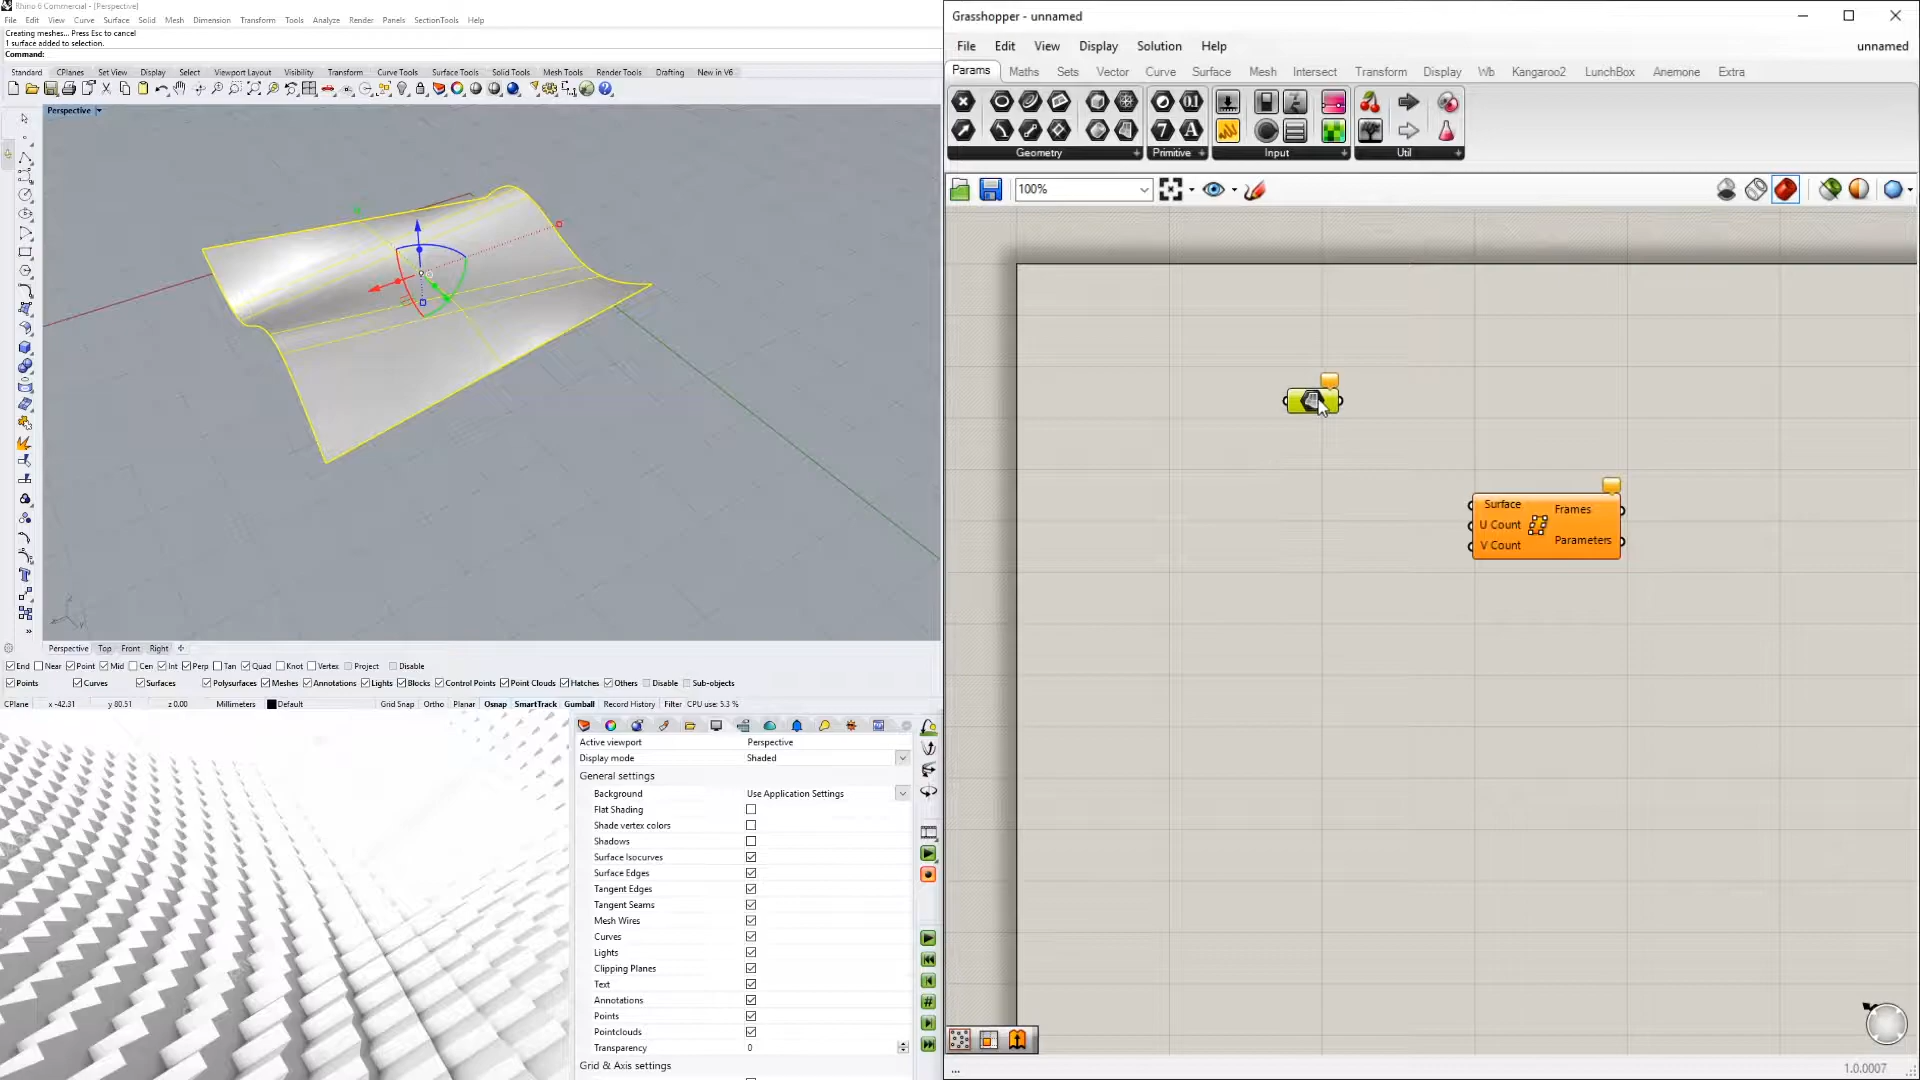 Rhino 6 Commercial - [Perspective]
File Edit View Curve Surface Solid Mesh Dimension Transform Tools Analyze Render Panels SectionTools Help
Creating meshes... Press Esc to cancel
1 surface added to selection.
Command:
Standard CPlanes Set View Display Select Viewport Layout Visibility Transform Curve Tools Surface Tools Solid Tools Mesh Tools Render Tools Drafting New in V6
Perspective
Perspective Top Front Right
End Near Point Mid Cen Int Perp Tan Quad Knot Vertex Project Disable
Points Curves Surfaces Polysurfaces Meshes Annotations Lights Blocks Control Points Point Clouds Hatches Others Disable Sub-objects
CPlane x -42.31 y 80.51 z 0.00 Millimeters Default Grid Snap Ortho Planar Osnap SmartTrack Gumball Record History Filter CPU use: 5.3 %
Active viewport Perspective
Display mode Shaded
General settings
Background Use Application Settings
Flat Shading
Shade vertex colors
Shadows
Surface Isocurves
Surface Edges
Tangent Edges
Tangent Seams
Mesh Wires
Curves
Lights
Clipping Planes
Text
Annotations
Points
Pointclouds
Transparency 0
Grid & Axis settings
Grasshopper - unnamed
File Edit View Display Solution Help unnamed
Params Maths Sets Vector Curve Surface Mesh Intersect Transform Display Wb Kangaroo2 LunchBox Anemone Extra
Geometry Primitive Input Util
100%
Surface
U Count
V Count
Frames
Parameters
...
1.0.0007